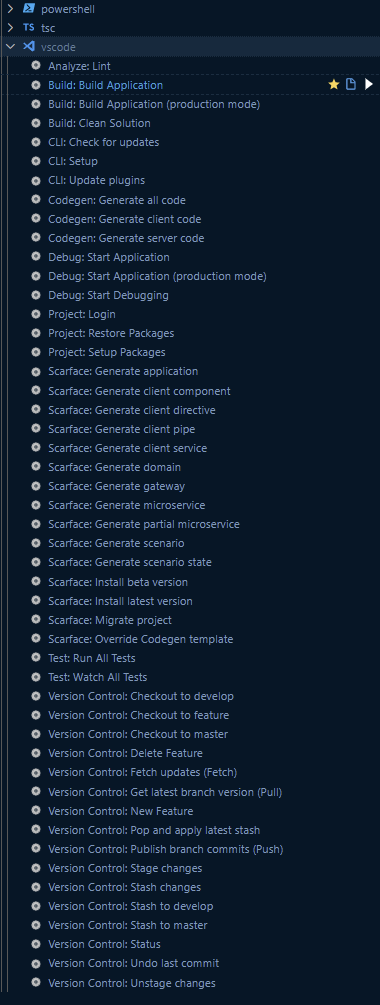 powershell
TS tsc
vscode
Analyze: Lint
Build: Build Application
Build: Build Application (production mode)
Build: Clean Solution
CLI: Check for updates
CLI: Setup
CLI: Update plugins
Codegen: Generate all code
Codegen: Generate client code
Codegen: Generate server code
Debug: Start Application
Debug: Start Application (production mode)
Debug: Start Debugging
Project: Login
Project: Restore Packages
Project: Setup Packages
Scarface: Generate application
Scarface: Generate client component
Scarface: Generate client directive
Scarface: Generate client pipe
Scarface: Generate client service
Scarface: Generate domain
Scarface: Generate gateway
Scarface: Generate microservice
Scarface: Generate partial microservice
Scarface: Generate scenario
Scarface: Generate scenario state
Scarface: Install beta version
Scarface: Install latest version
Scarface: Migrate project
Scarface: Override Codegen template
Test: Run All Tests
Test: Watch All Tests
Version Control: Checkout to develop
Version Control: Checkout to feature
Version Control: Checkout to master
Version Control: Delete Feature
Version Control: Fetch updates (Fetch)
Version Control: Get latest branch version (Pull)
Version Control: New Feature
Version Control: Pop and apply latest stash
Version Control: Publish branch commits (Push)
Version Control: Stage changes
Version Control: Stash changes
Version Control: Stash to develop
Version Control: Stash to master
Version Control: Status
Version Control: Undo last commit
Version Control: Unstage changes